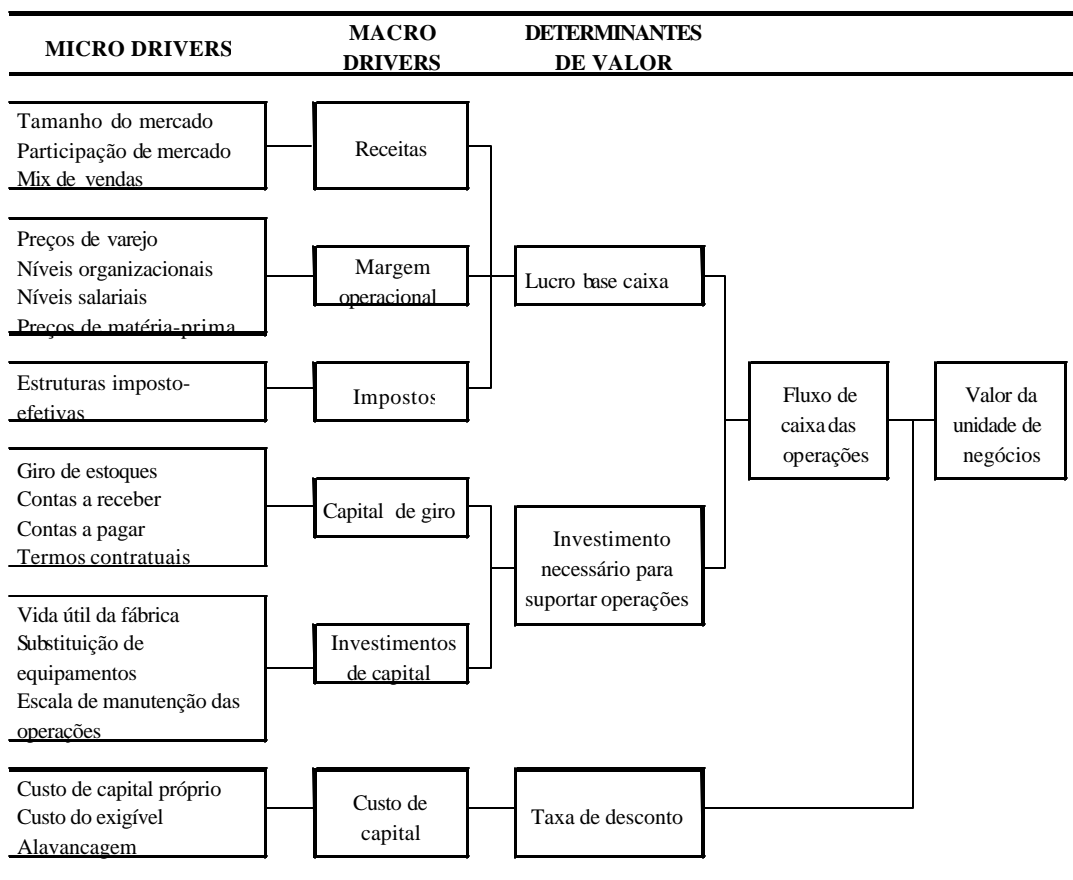 MICRO DRIVERS
MACRO
DRIVERS
DETERMINANTES
DE VALOR
Tamanho do mercado
Participação de mercado
Mix de vendas
Receitas
Preços de varejo
Níveis organizacionais
Níveis salariais
Preços de matéria-prima
Margem
operacional
Lucro base caixa
Estruturas imposto-
efetivas
Impostos
Fluxo de
caixa das
operações
Valor da
unidade de
negócios
Giro de estoques
Contas a receber
Contas a pagar
Termos contratuais
Capital de giro
Investimento
necessário para
suportar operações
Vida útil da fábrica
Substituição de
equipamentos
Escala de manutenção das
operações
Investimentos
de capital
Custo de capital próprio
Custo do exigível
Alavancagem
Custo de
capital
Taxa de desconto